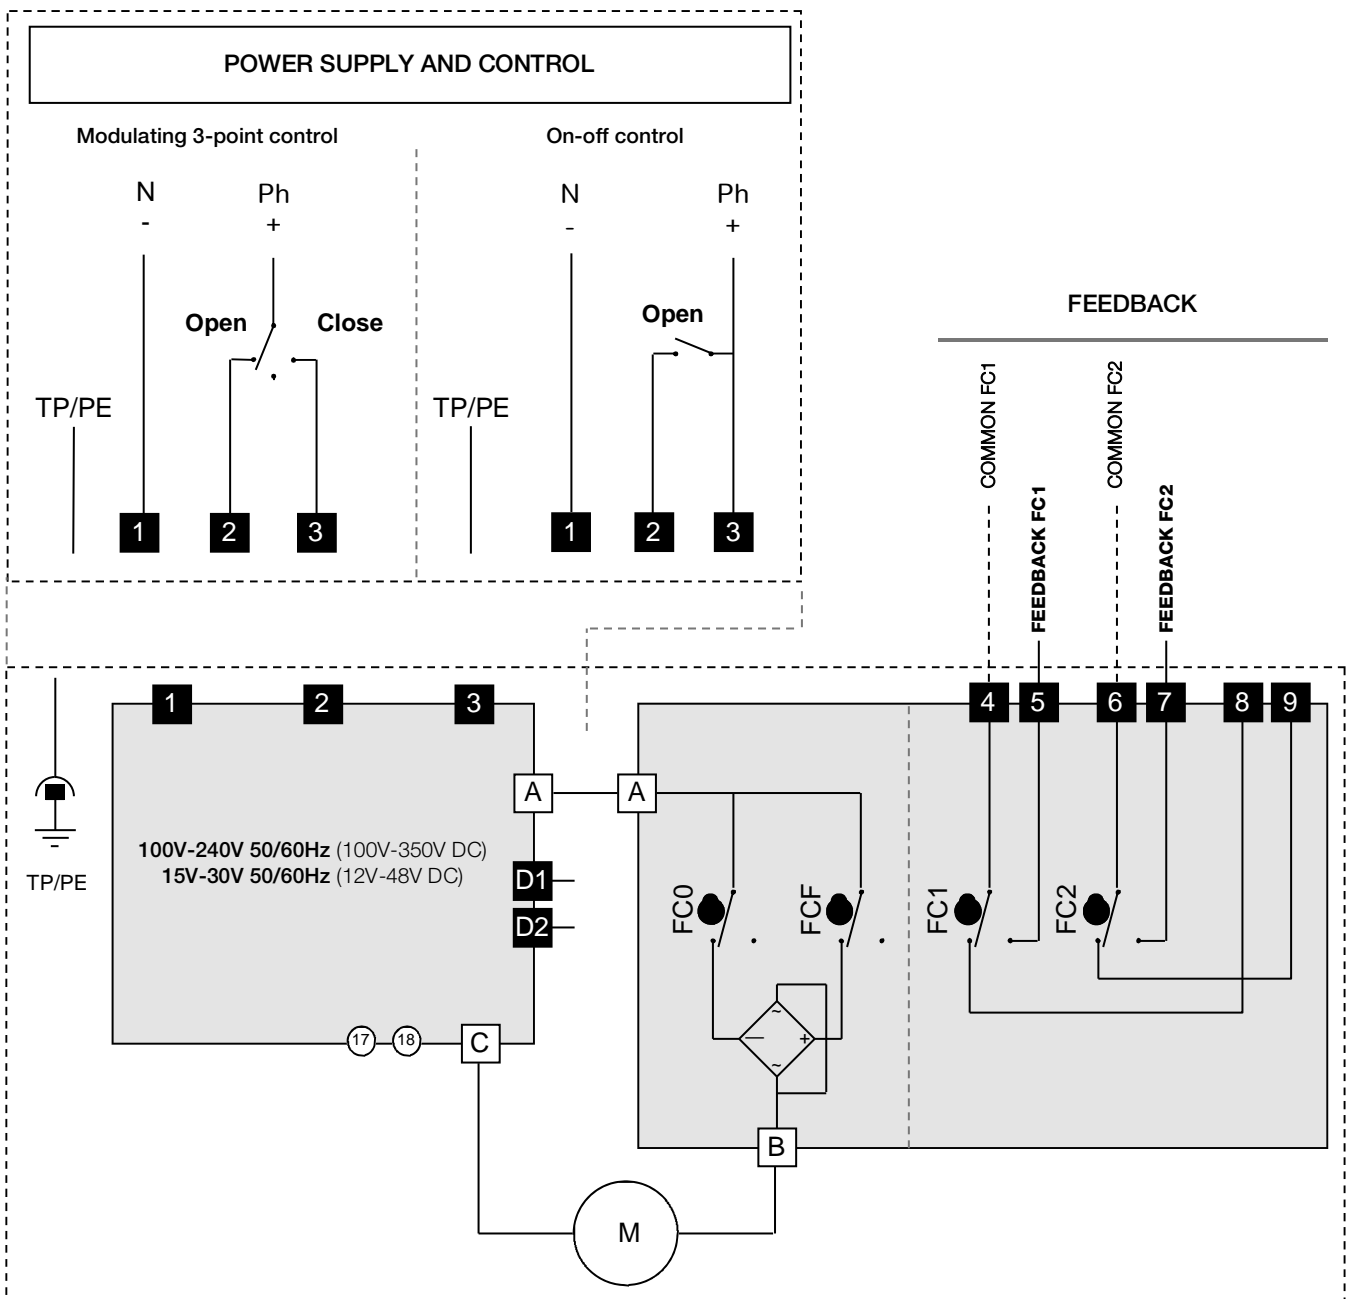 POWER SUPPLY AND CONTROL
Modulating 3-point control
On-off control
N
Ph
-
+
Open
Close
TP/PE
1
2
3
N
Ph
-
+
Open
TP/PE
1
2
3
FEEDBACK
COMMON FC1
FEEDBACK FC1
COMMON FC2
FEEDBACK FC2
TP/PE
1
2
3
A
100V-240V 50/60Hz (100V-350V DC)
15V-30V 50/60Hz (12V-48V DC)
D1
D2
17
18
C
A
4
5
6
7
8
9
FC0
FCF
FC1
FC2
~
— +
~
B
M